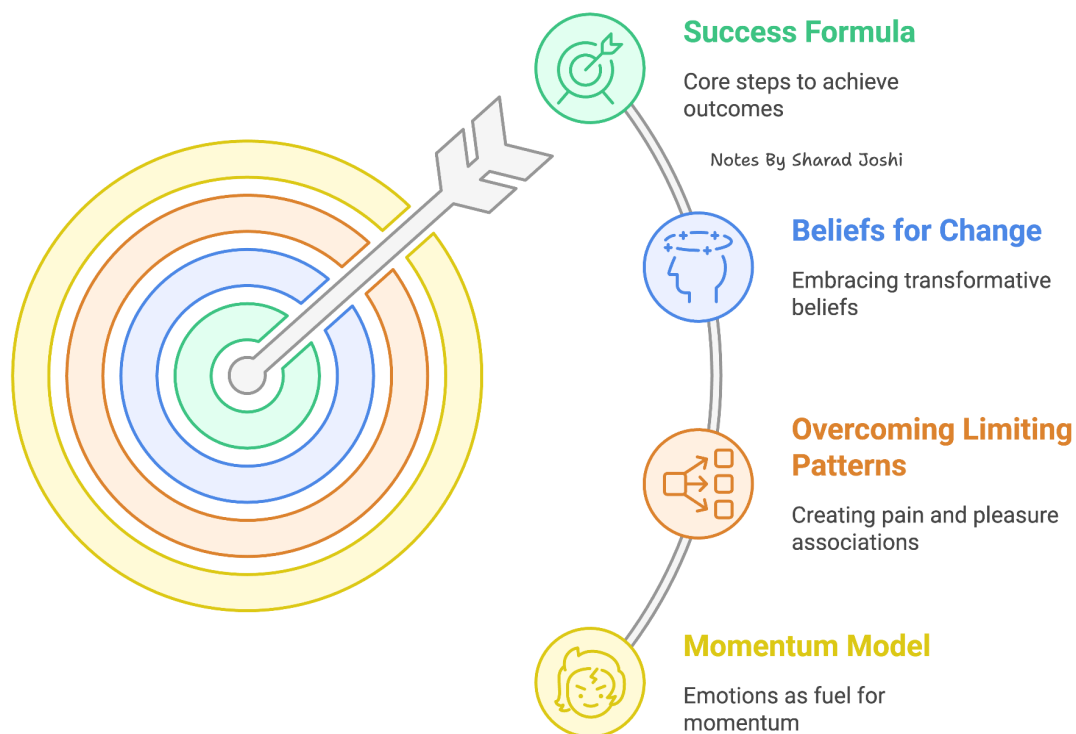 Success Formula
Core steps to achieve
outcomes
Notes By Sharad Joshi
Beliefs for Change
Embracing transformative
beliefs
Overcoming Limiting
Patterns
Creating pain and pleasure
associations
Momentum Model
Emotions as fuel for
momentum